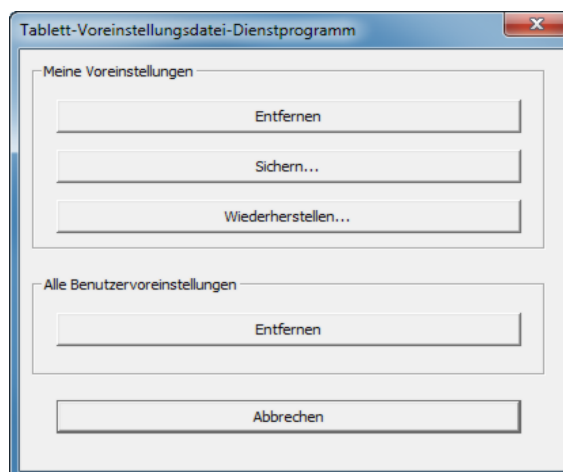 Tablett-Voreinstellungsdatei-Dienstprogramm
Meine Voreinstellungen
Entfernen
Sichern...
Wiederherstellen...
Alle Benutzervoreinstellungen
Entfernen
Abbrechen